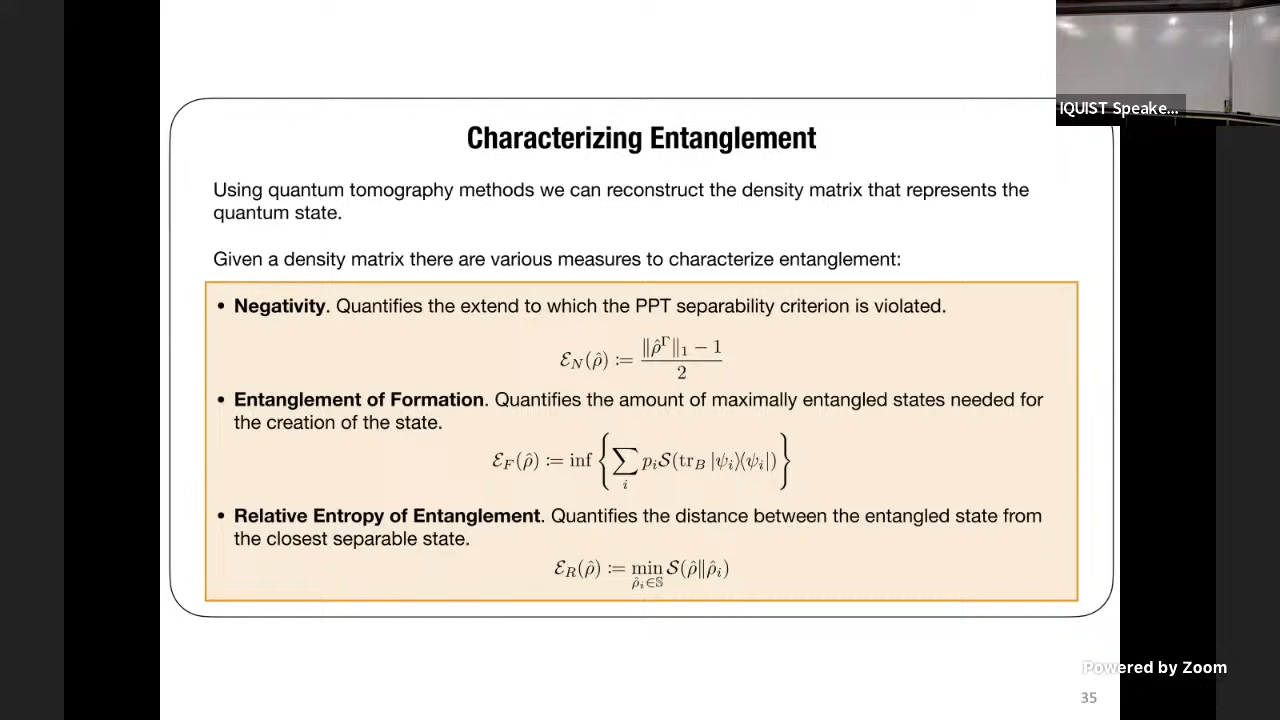 Characterizing Entanglement
IQUIST Speake...
Using quantum tomography methods we can reconstruct the density matrix that represents the
quantum state.
Given a density matrix there are various measures to characterize entanglement:
• Negativity. Quantifies the extend to which the PPT separability criterion is violated.
ℰ_N(ρ̂) := (‖ρ̂^Γ‖₁ − 1) / 2
• Entanglement of Formation. Quantifies the amount of maximally entangled states needed for
the creation of the state.
ℰ_F(ρ̂) := inf { ∑_i p_i 𝒮(tr_B |ψ_i⟩⟨ψ_i|) }
• Relative Entropy of Entanglement. Quantifies the distance between the entangled state from
the closest separable state.
ℰ_R(ρ̂) := min_{ρ̂_i∈𝕊} 𝒮(ρ̂‖ρ̂_i)
Powered by Zoom
35